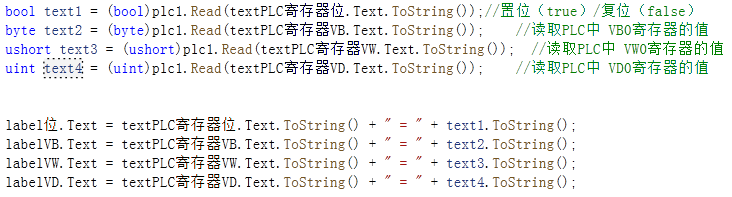 bool text1 = (bool)plc1.Read(textPLC寄存器位.Text.ToString());//置位（true）/复位（false）
byte text2 = (byte)plc1.Read(textPLC寄存器VB.Text.ToString());    //读取PLC中 VB0寄存器的值
ushort text3 = (ushort)plc1.Read(textPLC寄存器VW.Text.ToString());  //读取PLC中 VW0寄存器的值
uint text4 = (uint)plc1.Read(textPLC寄存器VD.Text.ToString());    //读取PLC中 VD0寄存器的值
label位.Text = textPLC寄存器位.Text.ToString() + " = " + text1.ToString();
labelVB.Text = textPLC寄存器VB.Text.ToString() + " = " + text2.ToString();
labelVW.Text = textPLC寄存器VW.Text.ToString() + " = " + text3.ToString();
labelVD.Text = textPLC寄存器VD.Text.ToString() + " = " + text4.ToString();